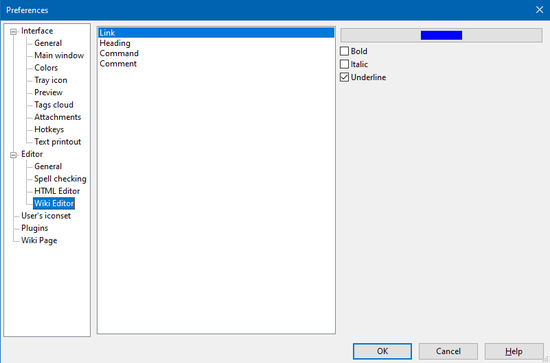 Preferences
Interface
General
Main window
Colors
Tray icon
Preview
Tags cloud
Attachments
Hotkeys
Text printout
Editor
General
Spell checking
HTML Editor
Wiki Editor
User's iconset
Plugins
Wiki Page
Link
Heading
Command
Comment
Bold
Italic
Underline
OK
Cancel
Help